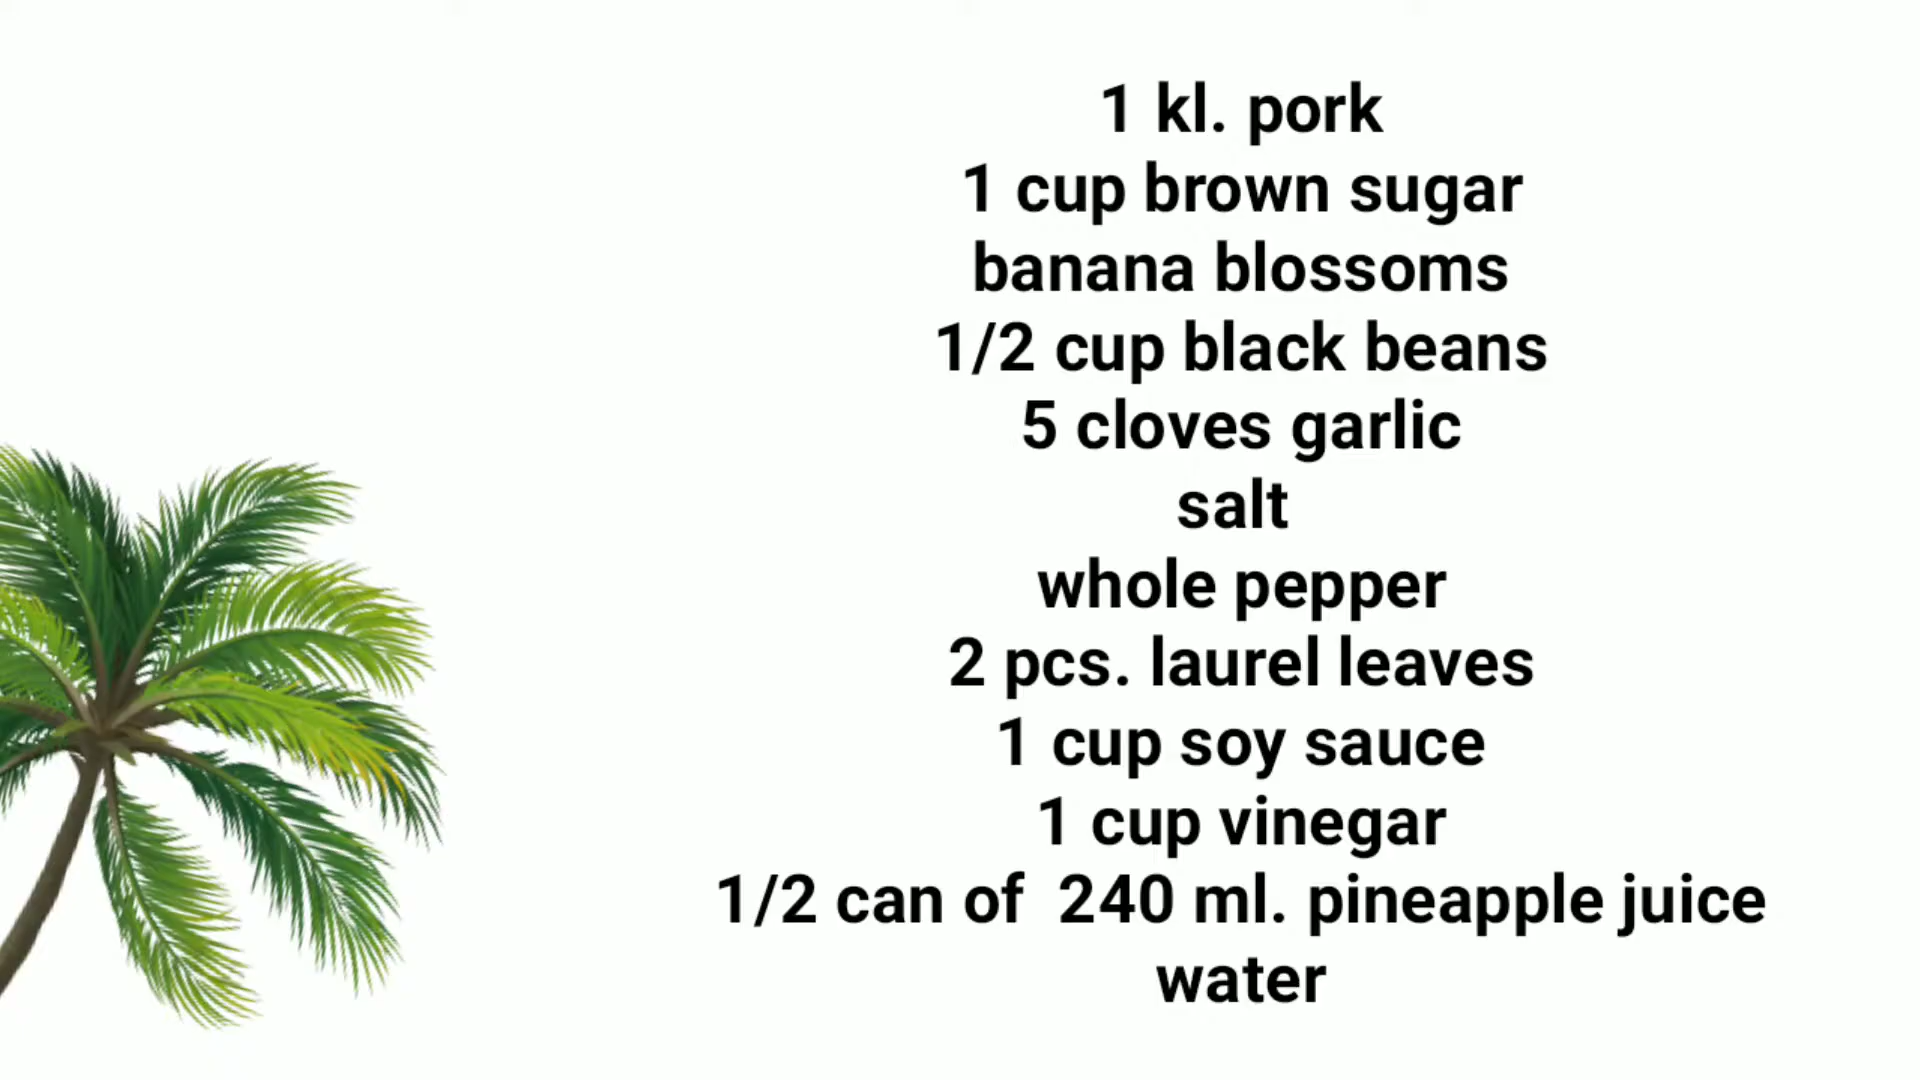 1 kl. pork
1 cup brown sugar
banana blossoms
1/2 cup black beans
5 cloves garlic
salt
whole pepper
2 pcs. laurel leaves
1 cup soy sauce
1 cup vinegar
1/2 can of  240 ml. pineapple juice
water